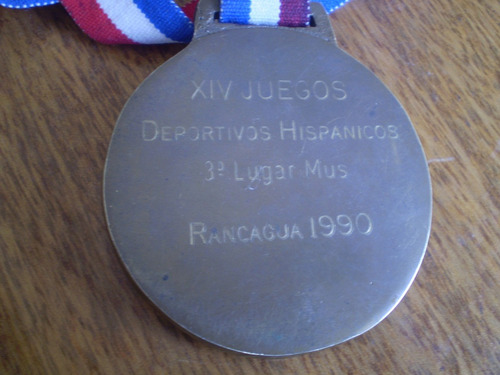 XIV JUEGOS
DEPORTIVOS HISPANICOS
3º Lugar Mus
RANCAGUA 1990